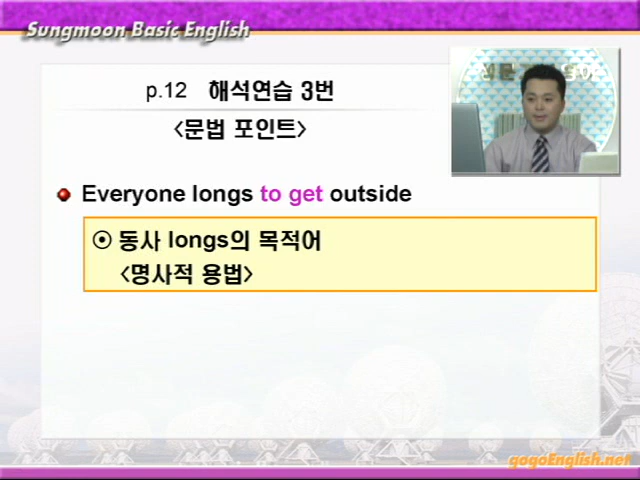 Sungmoon Basic English
p.12 해석연습 3번
<문법 포인트>
Everyone longs to get outside
⊙ 동사 longs의 목적어
<명사적 용법>
gogoEnglish.net